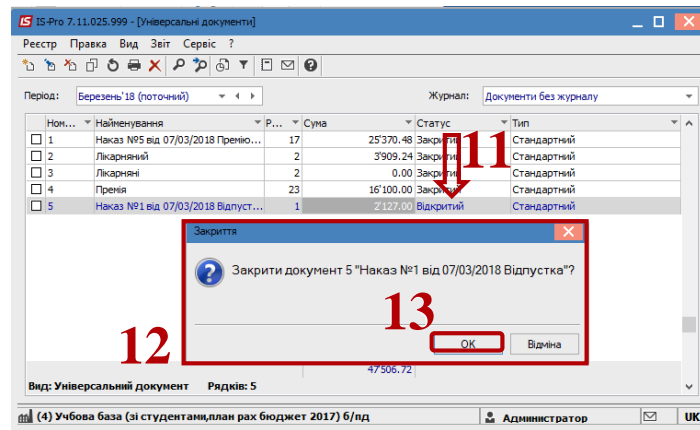 IS-Pro 7.11.025.999 - [Універсальні документи]
Реєстр Правка Вид Звіт Сервіс ?
Період: Березень'18 (поточний) Журнал: Документи без журналу
Ном... Найменування Р... Сума Статус Тип
1 Наказ №5 від 07/03/2018 Премію... 17 25'370.48 Закритий Стандартний
2 Лікарняний 2 3'909.24 Закритий Стандартний
3 Лікарняні 2 0.00 Закритий Стандартний
4 Премія 23 16'100.00 Закритий Стандартний
5 Наказ №1 від 07/03/2018 Відпуст... 1 2'127.00 Відкритий Стандартний
11
Закриття
Закрити документ 5 "Наказ №1 від 07/03/2018 Відпустка"?
13
12
OK Відміна
47'506.72
Вид: Універсальний документ Рядків: 5
(4) Учбова база (зі студентами,план рах бюджет 2017) б/пд Администратор UK